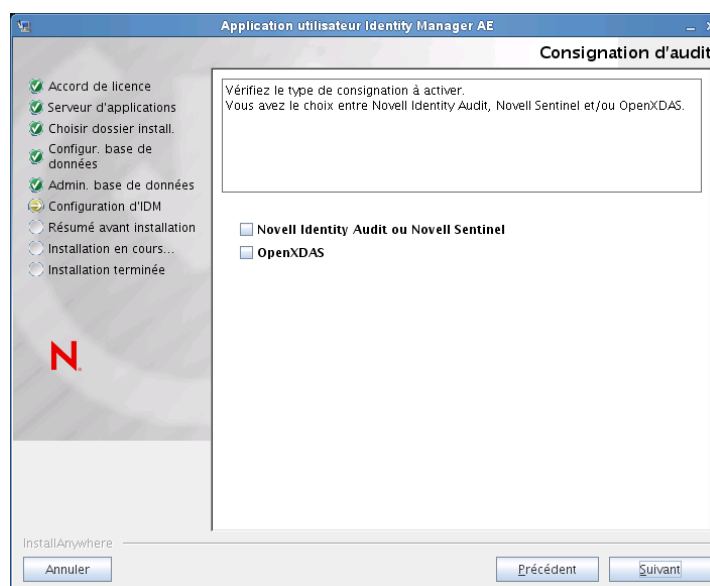 Application utilisateur Identity Manager AE
Consignation d'audit
Accord de licence
Serveur d'applications
Choisir dossier install.
Configur. base de
données
Admin. base de données
Configuration d'IDM
Résumé avant installation
Installation en cours...
Installation terminée
N
Vérifiez le type de consignation à activer.
Vous avez le choix entre Novell Identity Audit, Novell Sentinel et/ou OpenXDAS.
Novell Identity Audit ou Novell Sentinel
OpenXDAS
InstallAnywhere
Annuler
Précédent
Suivant